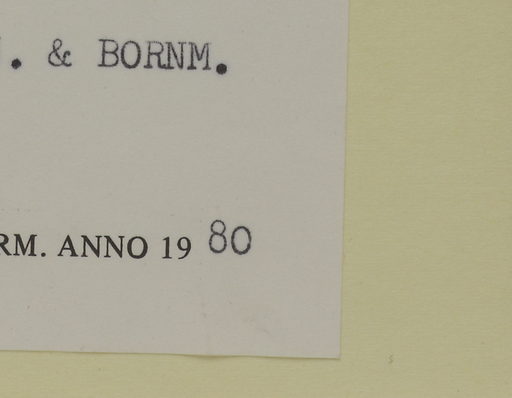 . & BORNM.
RM. ANNO 19 80